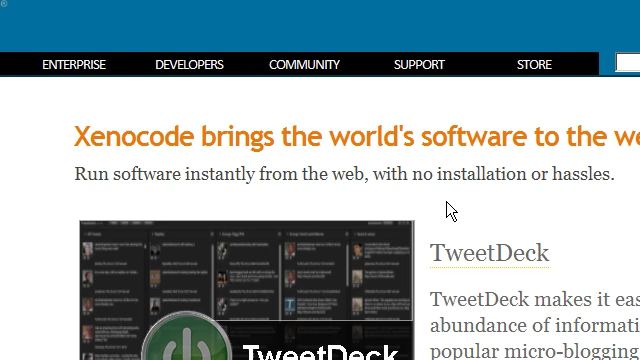 ENTERPRISE DEVELOPERS COMMUNITY SUPPORT STORE
Xenocode brings the world's software to the we
Run software instantly from the web, with no installation or hassles.
TweetDeck
TweetDeck makes it eas
abundance of informati
popular micro-blogging
TweetDeck